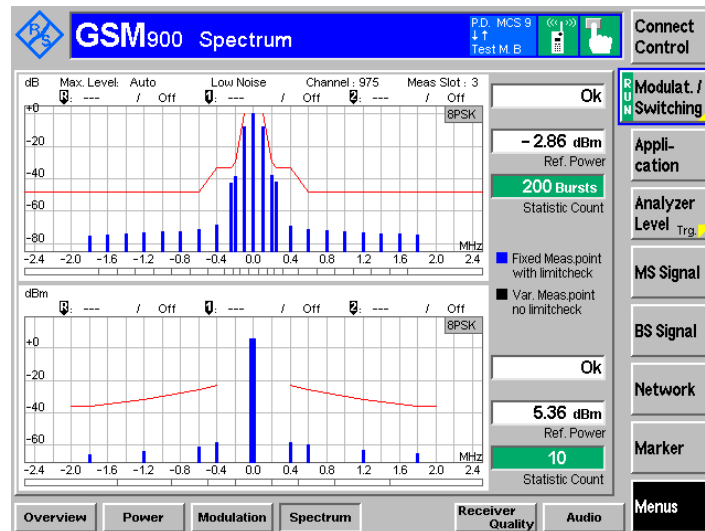 R/S GSM900 Spectrum
P.D. MCS 9
↓↑
Test M. B
Connect
Control
dB Max. Level: Auto Low Noise Channel : 975 Meas Slot : 3
R: --- / Off 1: --- / Off 2: --- / Off
8PSK
+0
-20
-40
-60
-80
MHz
-2.4 -2.0 -1.6 -1.2 -0.8 -0.4 0.0 0.4 0.8 1.2 1.6 2.0 2.4
Ok
-2.86 dBm
Ref. Power
200 Bursts
Statistic Count
Fixed Meas.point
with limitcheck
Var. Meas.point
no limitcheck
dBm
R: --- / Off 1: --- / Off 2: --- / Off
8PSK
+0
-20
-40
-60
MHz
-2.4 -2.0 -1.6 -1.2 -0.8 -0.4 0.0 0.4 0.8 1.2 1.6 2.0 2.4
Ok
5.36 dBm
Ref. Power
10
Statistic Count
RUN
Modulat. /
Switching
Appli-
cation
Analyzer
Level Trg.
MS Signal
BS Signal
Network
Marker
Menus
Overview Power Modulation Spectrum Receiver
Quality Audio